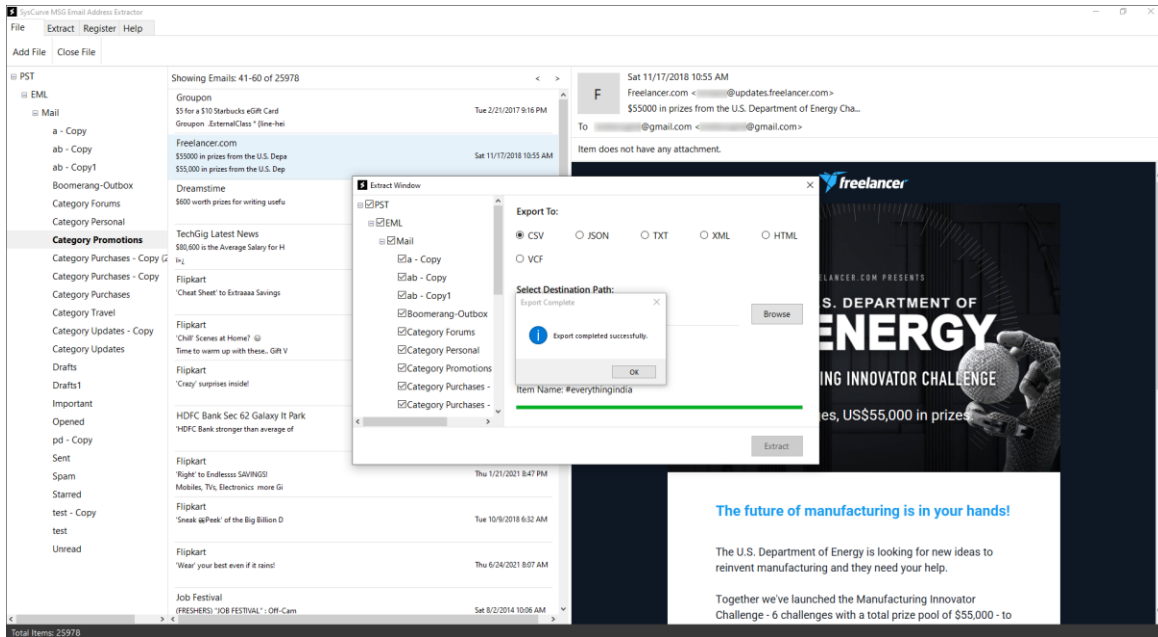 SysCurve MSG Email Address Extractor
File Extract Register Help
Add File Close File
PST
EML
Mail
a - Copy
ab - Copy
ab - Copy1
Boomerang-Outbox
Category Forums
Category Personal
Category Promotions
Category Purchases - Copy
Category Purchases - Copy
Category Purchases
Category Travel
Category Updates - Copy
Category Updates
Drafts
Drafts1
Important
Opened
pd - Copy
Sent
Spam
Starred
test - Copy
test
Unread
Total Items: 25978
Showing Emails: 41-60 of 25978 < >
Groupon
$5 for a $10 Starbucks eGift Card Tue 2/21/2017 9:16 PM
Groupon .ExternalClass * {line-hei
Freelancer.com
$55000 in prizes from the U.S. Depa Sat 11/17/2018 10:55 AM
$55,000 in prizes from the U.S. Dep
Dreamstime
$600 worth prizes for writing usefu
TechGig Latest News
$80,600 is the Average Salary for H
Flipkart
'Cheat Sheet' to Extraaaa Savings
Flipkart
'Chill' Scenes at Home?
Time to warm up with these.. Gift V
Flipkart
'Crazy' surprises inside!
HDFC Bank Sec 62 Galaxy It Park
'HDFC Bank stronger than average of
Flipkart
'Right' to Endlesss SAVINGS! Thu 1/21/2021 8:47 PM
Mobiles, TVs, Electronics more Gi
Flipkart
'Sneak Peek' of the Big Billion D Tue 10/9/2018 6:32 AM
Flipkart
'Wear' your best even if it rains! Thu 6/24/2021 8:07 AM
Job Festival
(FRESHERS) "JOB FESTIVAL" : Off-Cam Sat 8/2/2014 10:06 AM
F
Sat 11/17/2018 10:55 AM
Freelancer.com < @updates.freelancer.com>
$55000 in prizes from the U.S. Department of Energy Cha...
To @gmail.com < @gmail.com>
Item does not have any attachment.
freelancer
ELANCER.COM PRESENTS
S. DEPARTMENT OF
ENERGY
ING INNOVATOR CHALLENGE
es, US$55,000 in prizes
The future of manufacturing is in your hands!
The U.S. Department of Energy is looking for new ideas to
reinvent manufacturing and they need your help.
Together we've launched the Manufacturing Innovator
Challenge - 6 challenges with a total prize pool of $55,000 - to
Extract Window
PST
EML
Mail
a - Copy
ab - Copy
ab - Copy1
Boomerang-Outbox
Category Forums
Category Personal
Category Promotions
Category Purchases -
Category Purchases -
Export To:
CSV JSON TXT XML HTML
VCF
Select Destination Path:
Browse
Export Complete
Export completed successfully.
OK
Item Name: #everythingindia
Extract